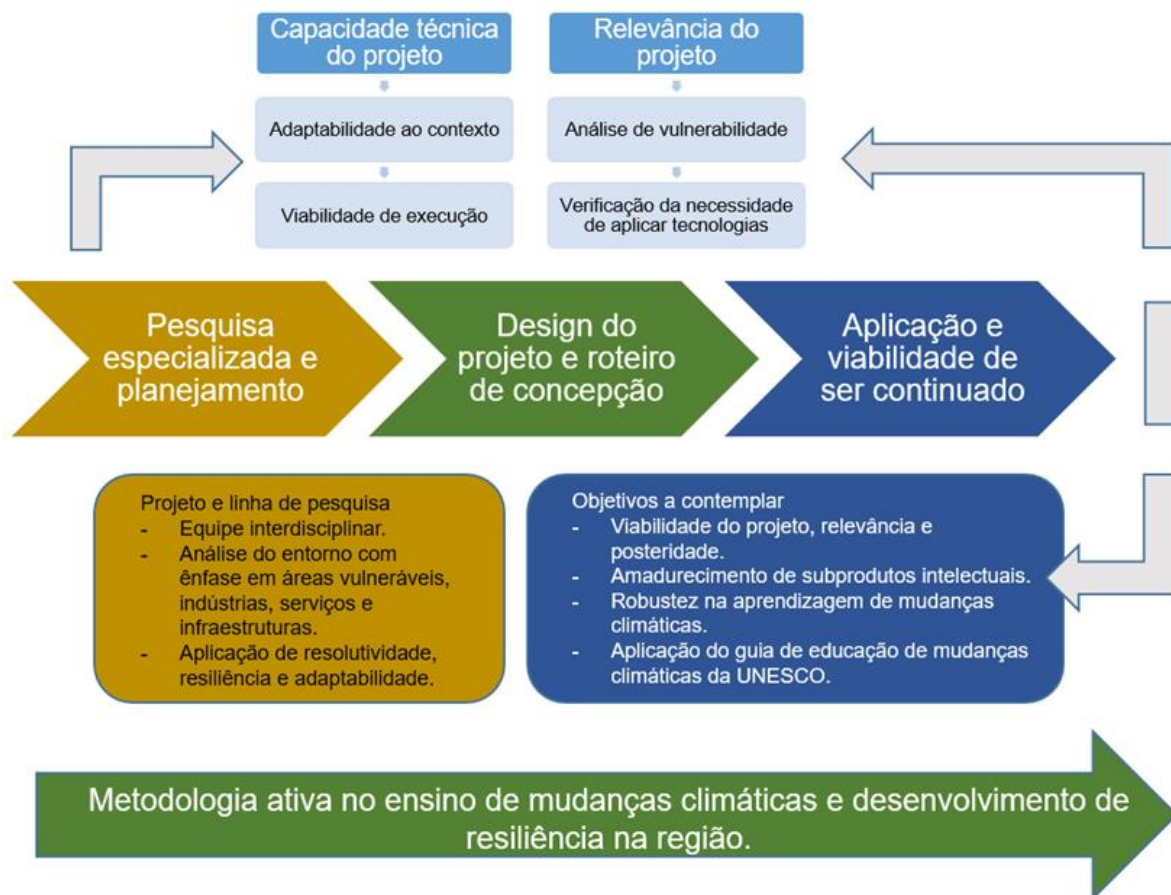 Capacidade técnica
do projeto
Adaptabilidade ao contexto
Viabilidade de execução
Relevância do
projeto
Análise de vulnerabilidade
Verificação da necessidade
de aplicar tecnologias
Pesquisa
especializada e
planejamento
Design do
projeto e roteiro
de concepção
Aplicação e
viabilidade de
ser continuado
Projeto e linha de pesquisa
- Equipe interdisciplinar.
- Análise do entorno com
ênfase em áreas vulneráveis,
indústrias, serviços e
infraestruturas.
- Aplicação de resolutividade,
resiliência e adaptabilidade.
Objetivos a contemplar
- Viabilidade do projeto, relevância e
posteridade.
- Amadurecimento de subprodutos intelectuais.
- Robustez na aprendizagem de mudanças
climáticas.
- Aplicação do guia de educação de mudanças
climáticas da UNESCO.
Metodologia ativa no ensino de mudanças climáticas e desenvolvimento de
resiliência na região.